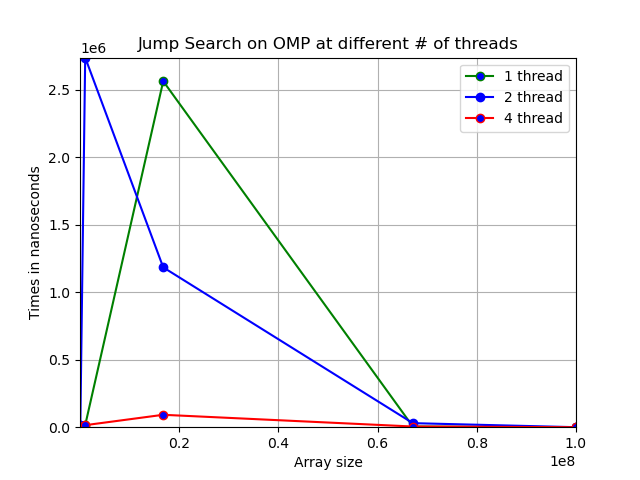 Jump Search on OMP at different # of threads
1e6
2.5
2.0
1.5
1.0
0.5
0.0
Times in nanoseconds
1 thread
2 thread
4 thread
0.2 0.4 0.6 0.8 1.0
Array size
1e8